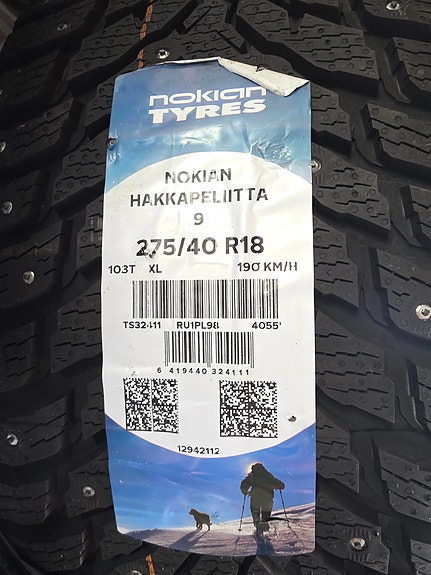 nokian
TYRES
NOKIAN
HAKKAPELIITTA
9
275/40 R18
103T XL 190 KM/H
TS32411 RU1PL98 4055'
6 419440 324111
12942112